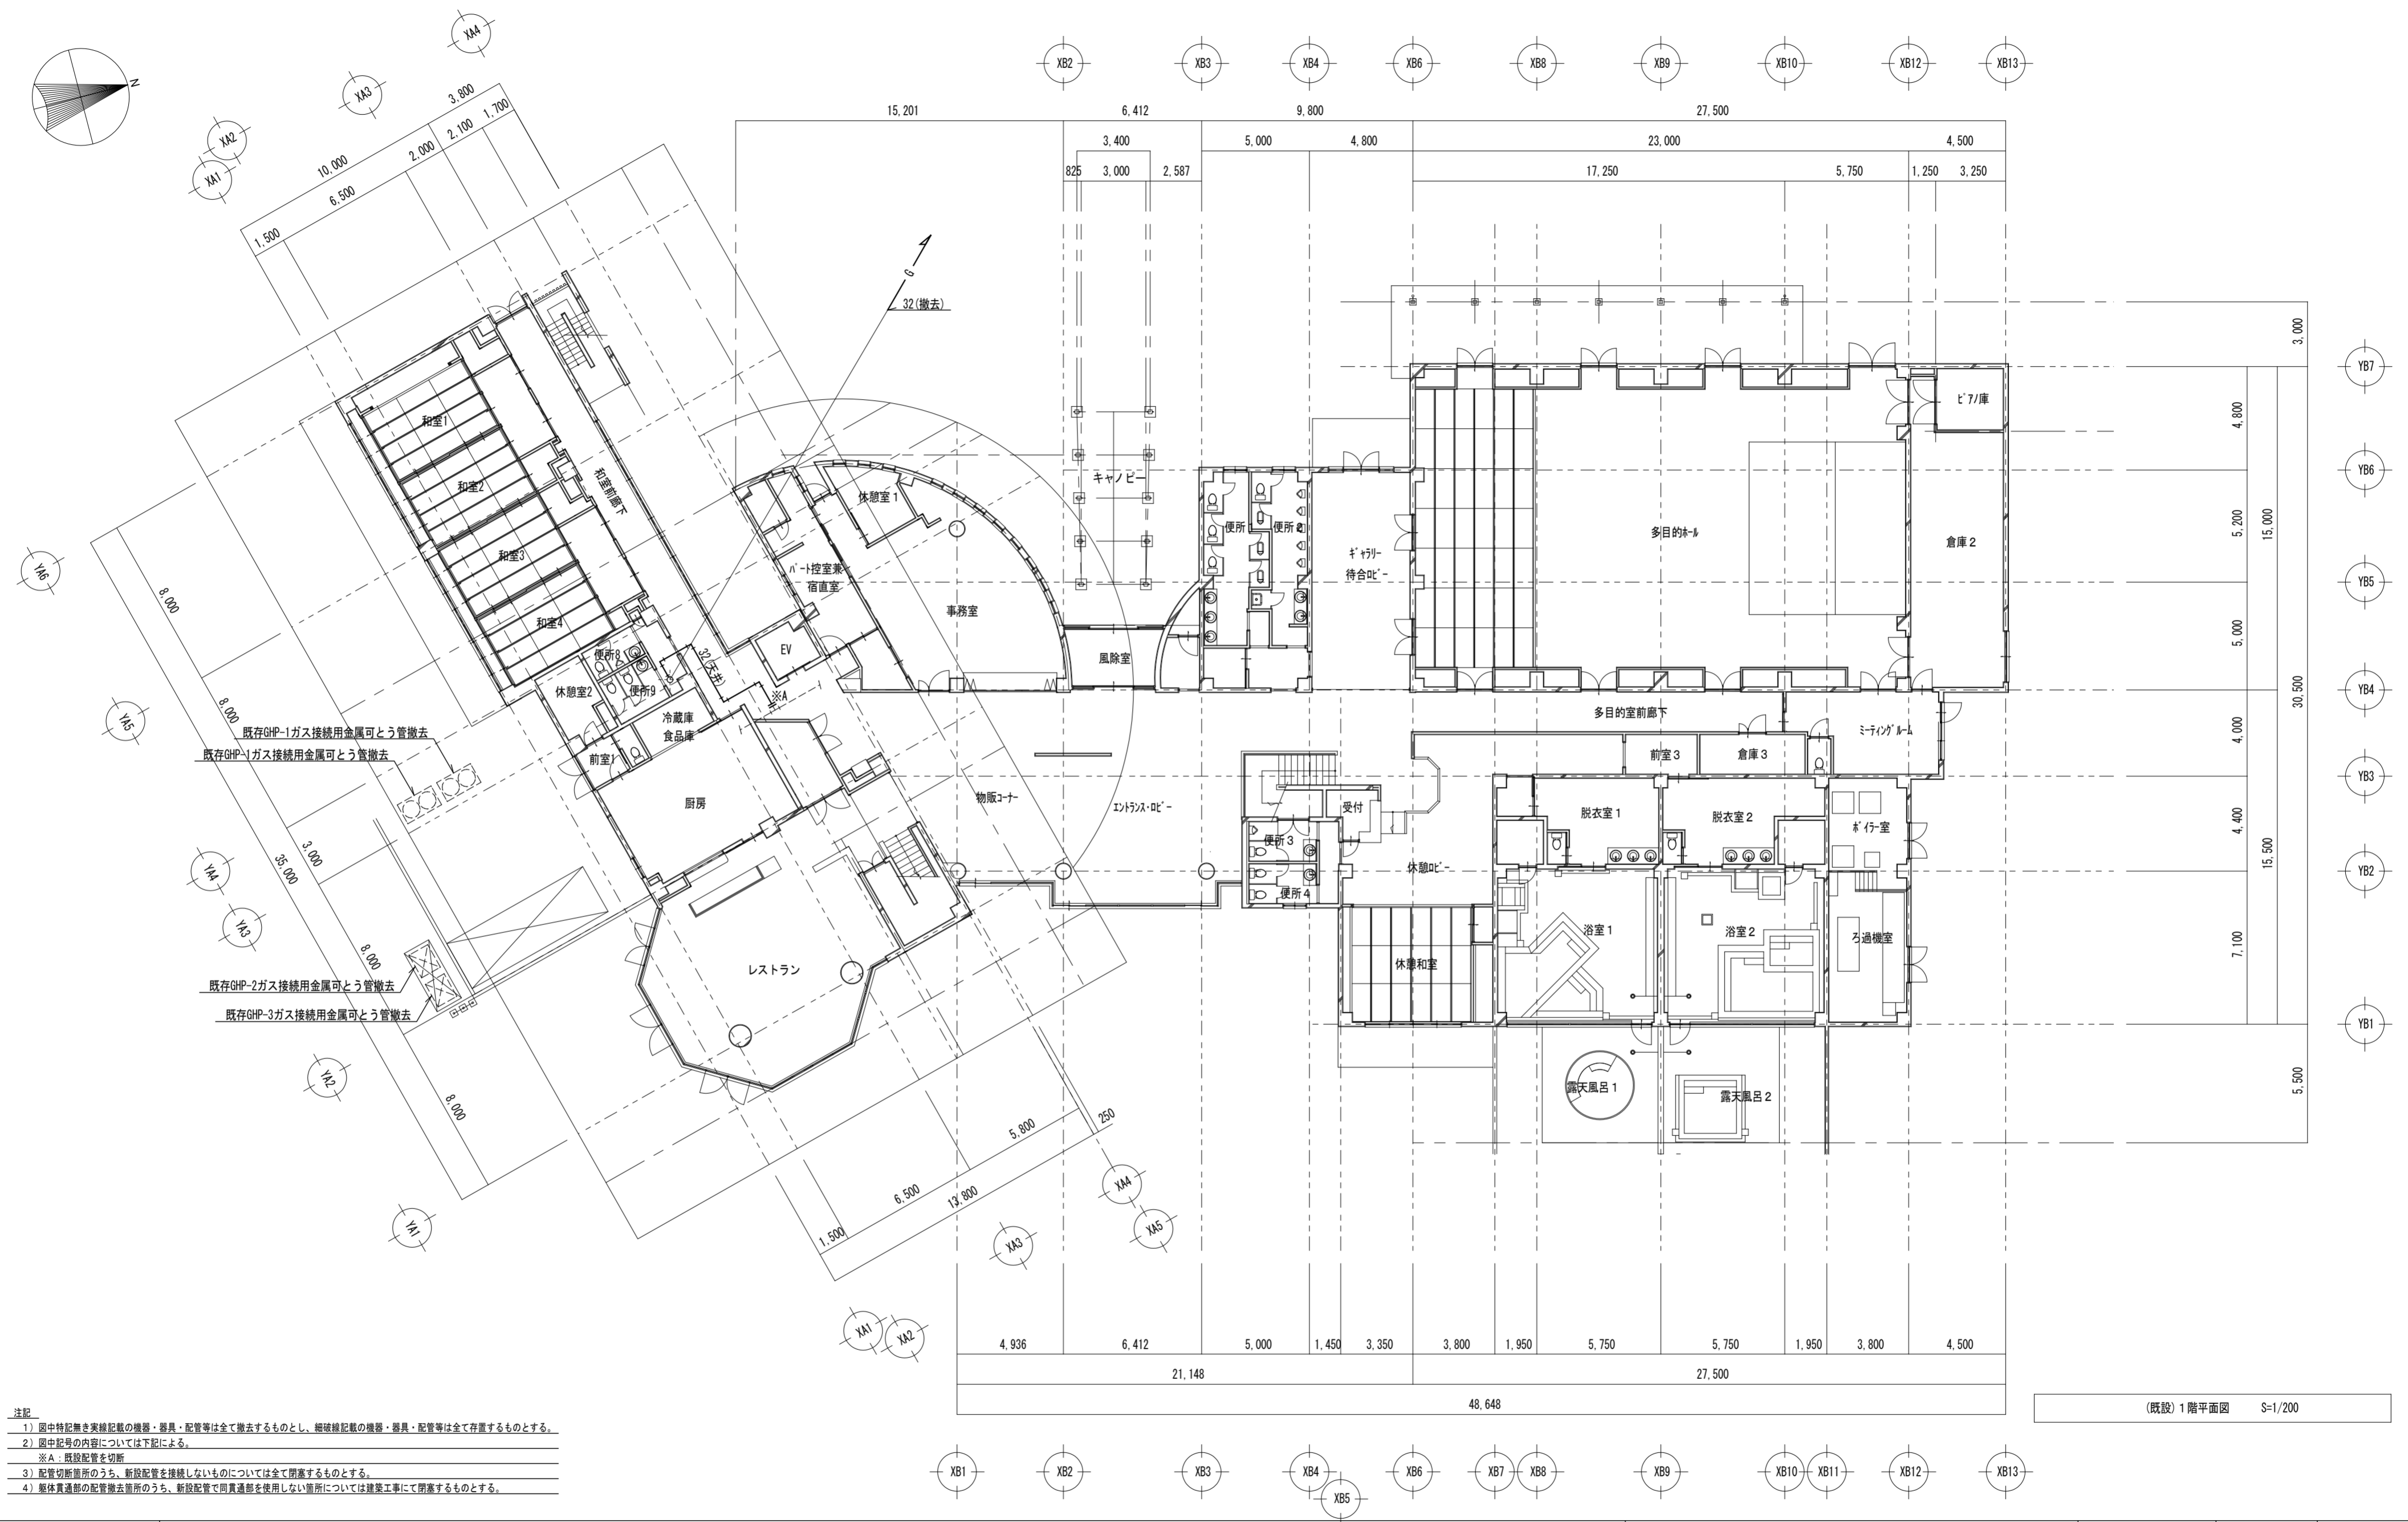 N
XA4
XA3
XA2
XA1
XB2
XB3
XB4
XB6
XB8
XB9
XB10
XB12
XB13
3,800
10,000
2,000
2,100
1,700
1,500
6,500
15,201
6,412
9,800
27,500
3,400
5,000
4,800
23,000
4,500
825
3,000
2,587
17,250
5,750
1,250
3,250
G
32(撤去)
3,000
YB7
ﾋﾟｱﾉ庫
4,800
和室1
和室2
和室前廊下
キャノピー
YB6
休憩室1
便所
便所2
多目的ﾎｰﾙ
倉庫2
5,200
15,000
和室3
ｷﾞｬﾗﾘｰ
待合ﾛﾋﾞｰ
YA6
ﾊﾟｰﾄ控室兼
宿直室
YB5
8,000
事務室
和室4
5,000
EV
風除室
便所8
32(天井)
休憩室2
便所9
※A
YB4
30,500
YA5
8,000
冷蔵庫
食品庫
既存GHP-1ガス接続用金属可とう管撤去
既存GHP-1ガス接続用金属可とう管撤去
多目的室前廊下
ﾐｰﾃｨﾝｸﾞﾙｰﾑ
4,000
前室1
前室3
倉庫3
YB3
厨房
物販ｺｰﾅｰ
ｴﾝﾄﾗﾝｽ･ﾛﾋﾞｰ
受付
脱衣室1
脱衣室2
ﾎﾞｲﾗｰ室
4,400
便所3
15,500
3,000
35,000
YA4
休憩ﾛﾋﾞｰ
YB2
便所4
YA3
8,000
浴室1
浴室2
ろ過機室
7,100
レストラン
休憩和室
既存GHP-2ガス接続用金属可とう管撤去
既存GHP-3ガス接続用金属可とう管撤去
YB1
YA2
8,000
露天風呂1
露天風呂2
5,500
5,800
250
YA1
6,500
13,800
XA4
1,500
XA3
XA5
XA1
XA2
4,936
6,412
5,000
1,450
3,350
3,800
1,950
5,750
5,750
1,950
3,800
4,500
21,148
27,500
48,648
(既設)1階平面図 S=1/200
注記
1)図中特記無き実線記載の機器・器具・配管等は全て撤去するものとし、細破線記載の機器・器具・配管等は全て存置するものとする。
2)図中記号の内容については下記による。
※A:既設配管を切断
3)配管切断箇所のうち、新設配管を接続しないものについては全て閉塞するものとする。
4)躯体貫通部の配管撤去箇所のうち、新設配管で同貫通部を使用しない箇所については建築工事にて閉塞するものとする。
XB1
XB2
XB3
XB4
XB5
XB6
XB7
XB8
XB9
XB10
XB11
XB12
XB13